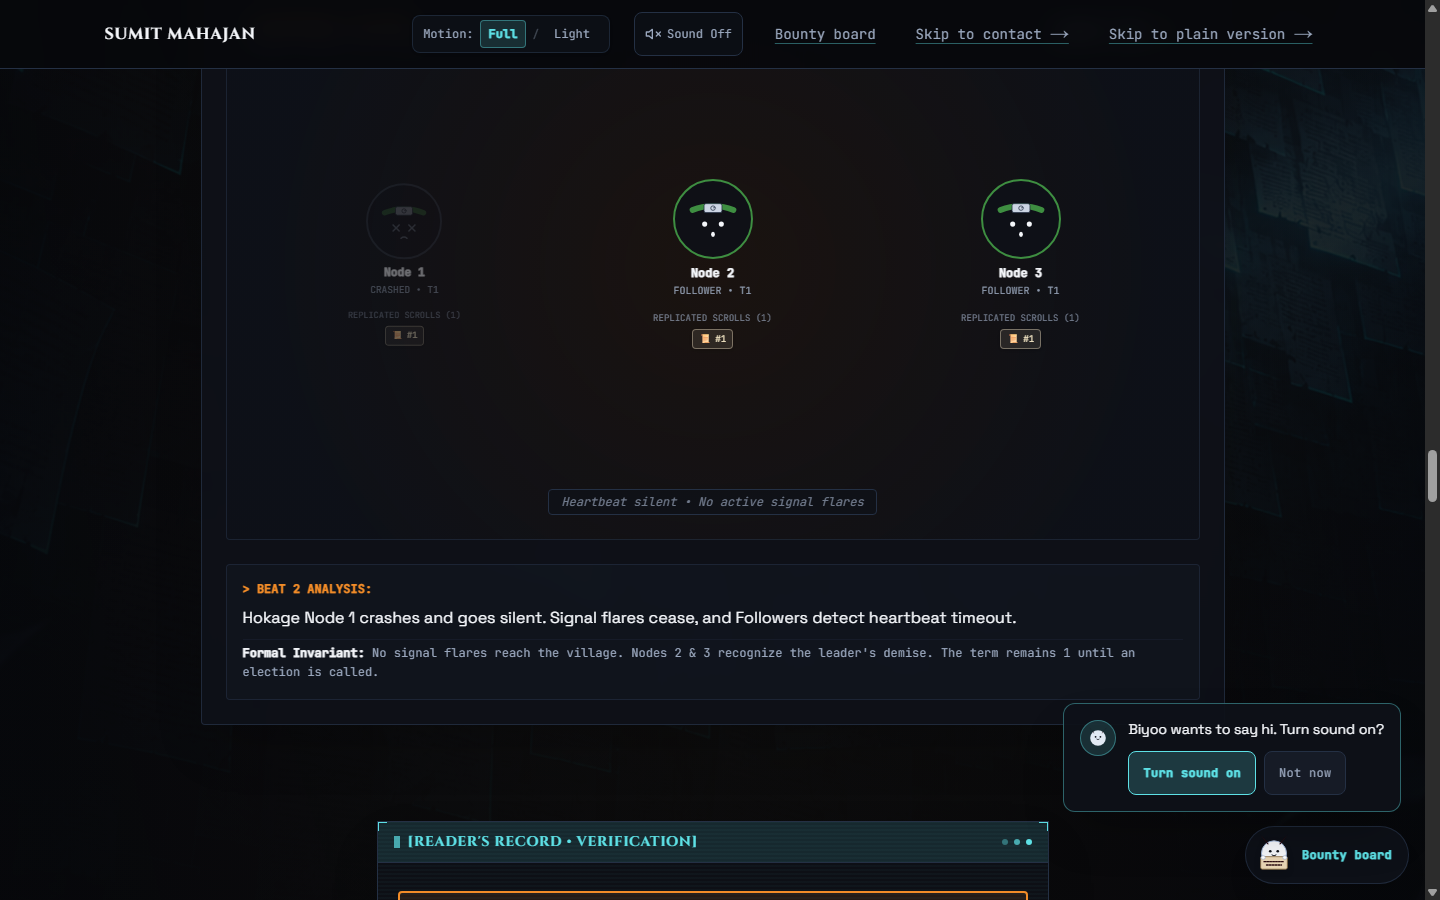 SUMIT MAHAJAN
Motion: Full / Light
Sound Off
Bounty board
Skip to contact →
Skip to plain version →
Node 1
CRASHED • T1
REPLICATED SCROLLS (1)
#1
Node 2
FOLLOWER • T1
REPLICATED SCROLLS (1)
#1
Node 3
FOLLOWER • T1
REPLICATED SCROLLS (1)
#1
Heartbeat silent • No active signal flares
> BEAT 2 ANALYSIS:
Hokage Node 1 crashes and goes silent. Signal flares cease, and Followers detect heartbeat timeout.
Formal Invariant: No signal flares reach the village. Nodes 2 & 3 recognize the leader's demise. The term remains 1 until an
election is called.
Biyoo wants to say hi. Turn sound on?
Turn sound on
Not now
[READER'S RECORD • VERIFICATION]
Bounty board